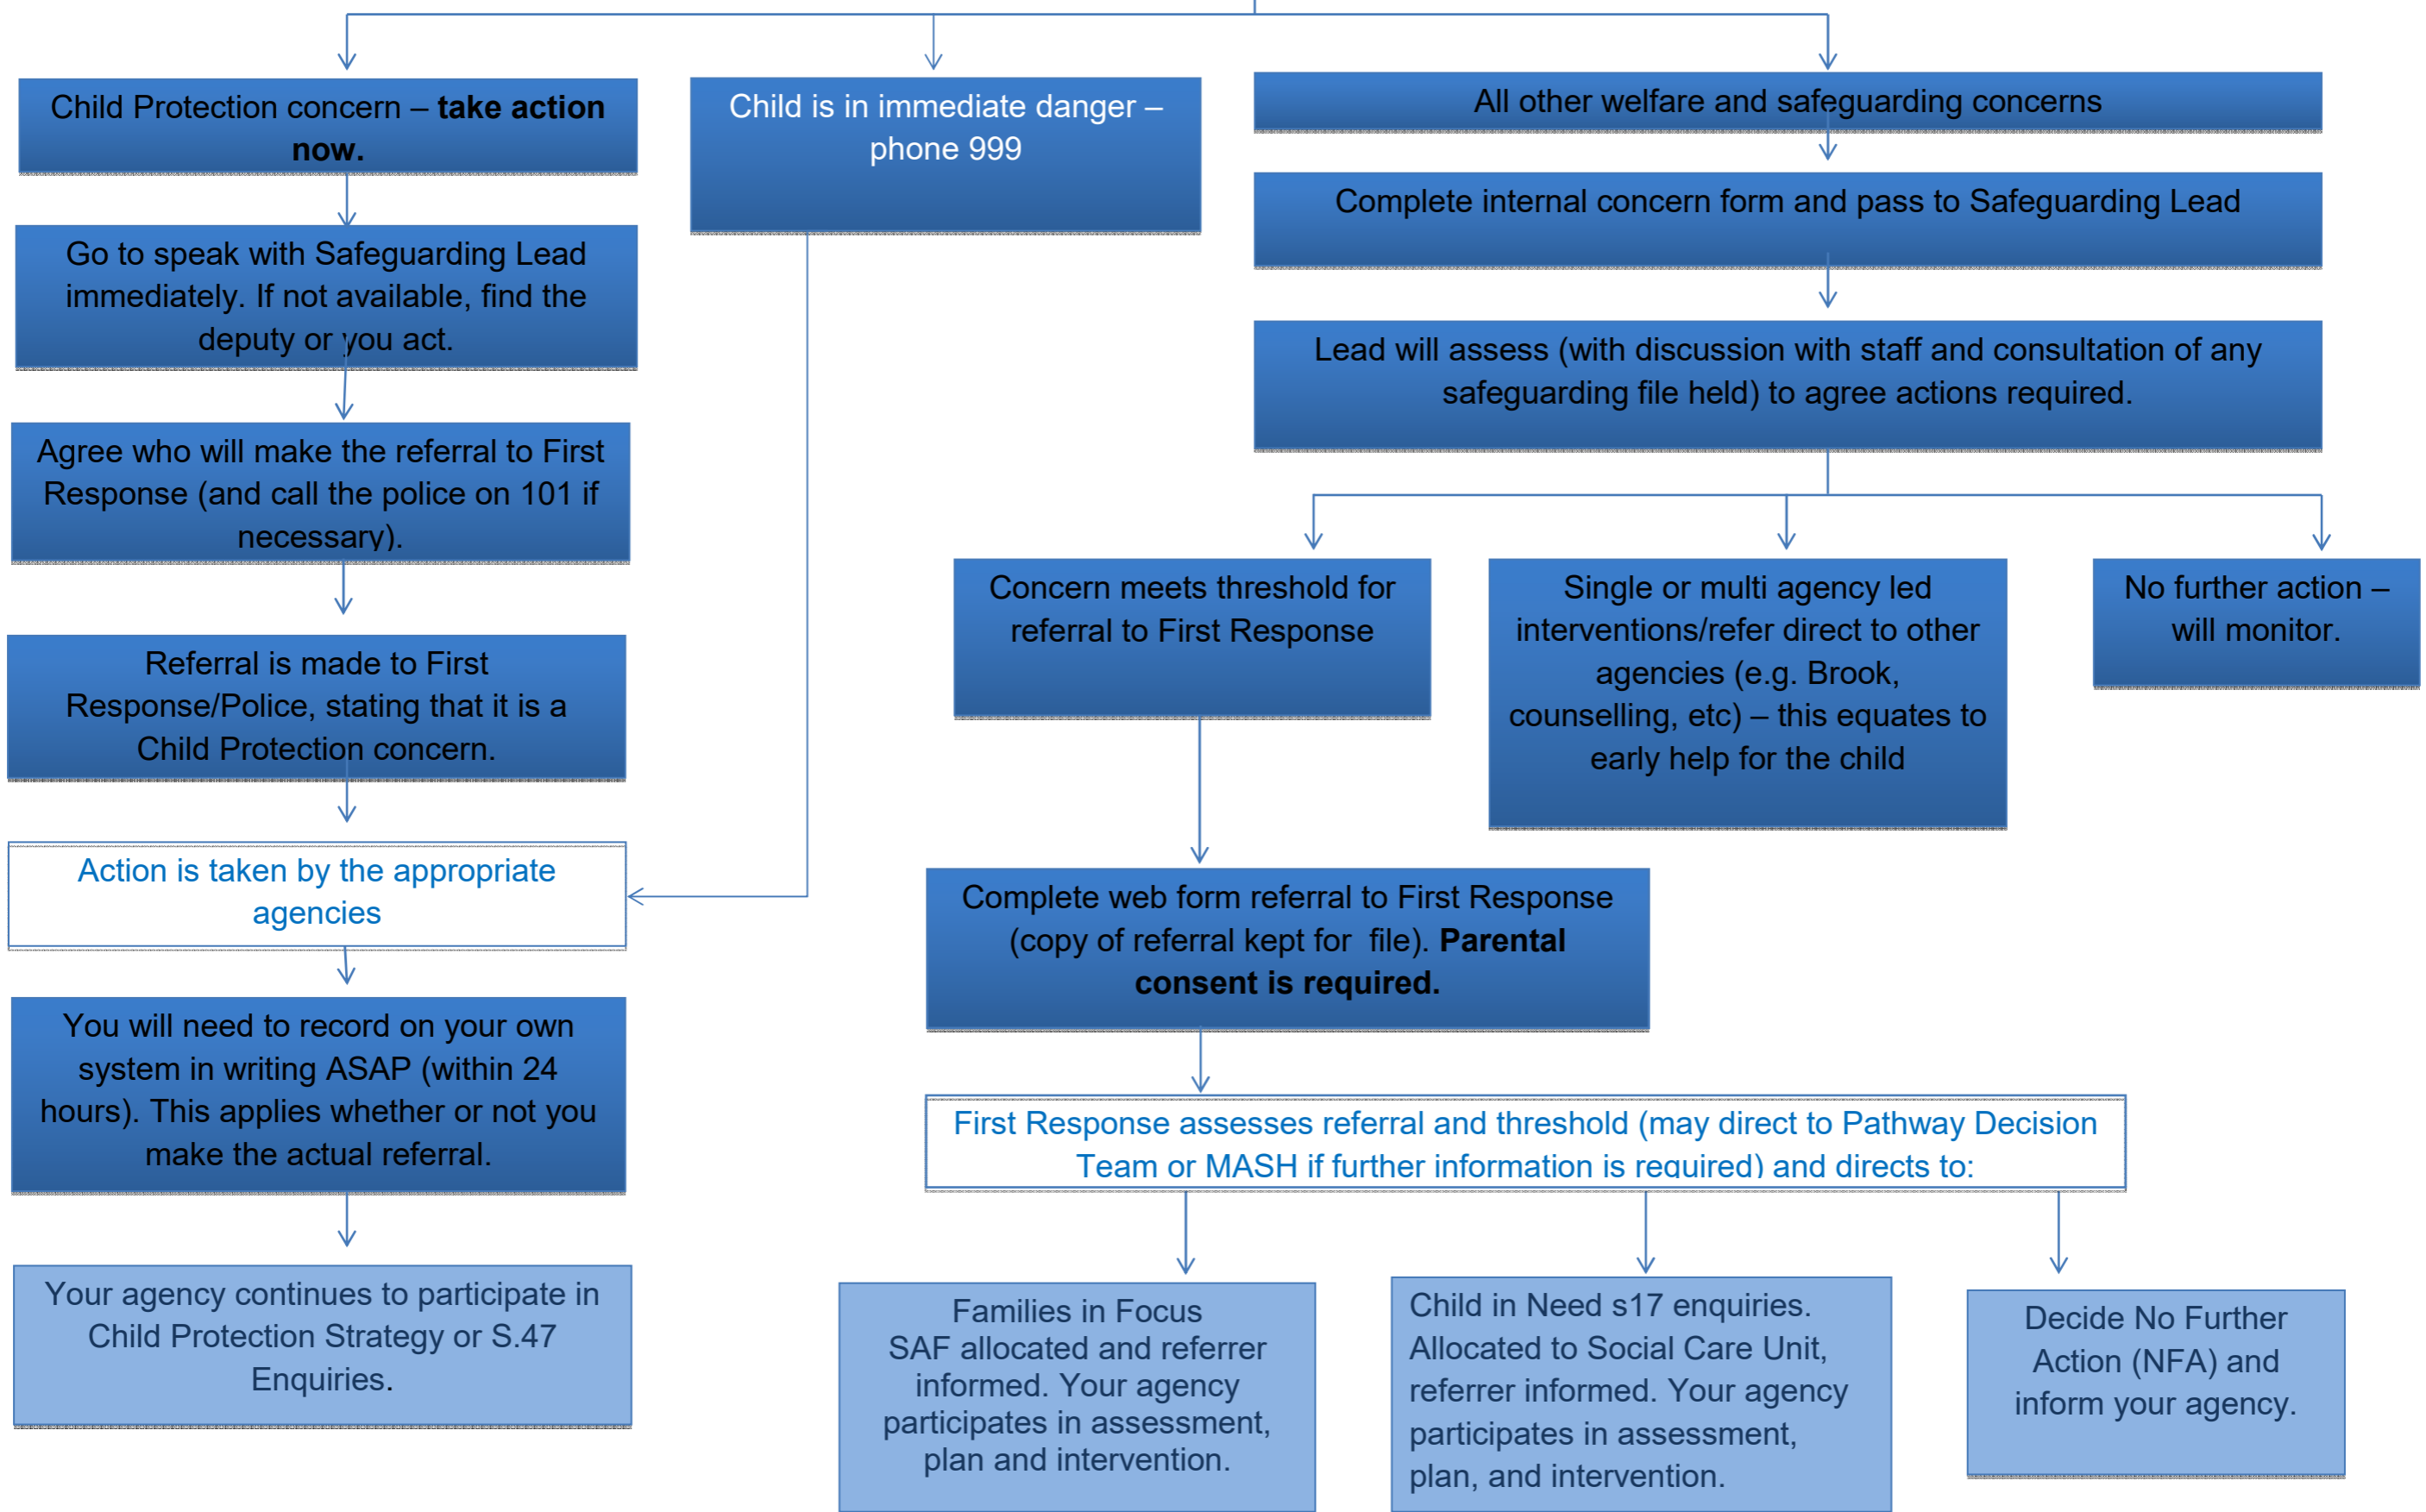 Child Protection concern – take action
now.
Child is in immediate danger –
phone 999
All other welfare and safeguarding concerns
Go to speak with Safeguarding Lead
immediately. If not available, find the
deputy or you act.
Complete internal concern form and pass to Safeguarding Lead
Lead will assess (with discussion with staff and consultation of any
safeguarding file held) to agree actions required.
Agree who will make the referral to First
Response (and call the police on 101 if
necessary).
Concern meets threshold for
referral to First Response
Single or multi agency led
interventions/refer direct to other
agencies (e.g. Brook,
counselling, etc) – this equates to
early help for the child
No further action –
will monitor.
Referral is made to First
Response/Police, stating that it is a
Child Protection concern.
Action is taken by the appropriate
agencies
Complete web form referral to First Response
(copy of referral kept for file). Parental
consent is required.
You will need to record on your own
system in writing ASAP (within 24
hours). This applies whether or not you
make the actual referral.
First Response assesses referral and threshold (may direct to Pathway Decision
Team or MASH if further information is required) and directs to:
Your agency continues to participate in
Child Protection Strategy or S.47
Enquiries.
Families in Focus
SAF allocated and referrer
informed. Your agency
participates in assessment,
plan and intervention.
Child in Need s17 enquiries.
Allocated to Social Care Unit,
referrer informed. Your agency
participates in assessment,
plan, and intervention.
Decide No Further
Action (NFA) and
inform your agency.